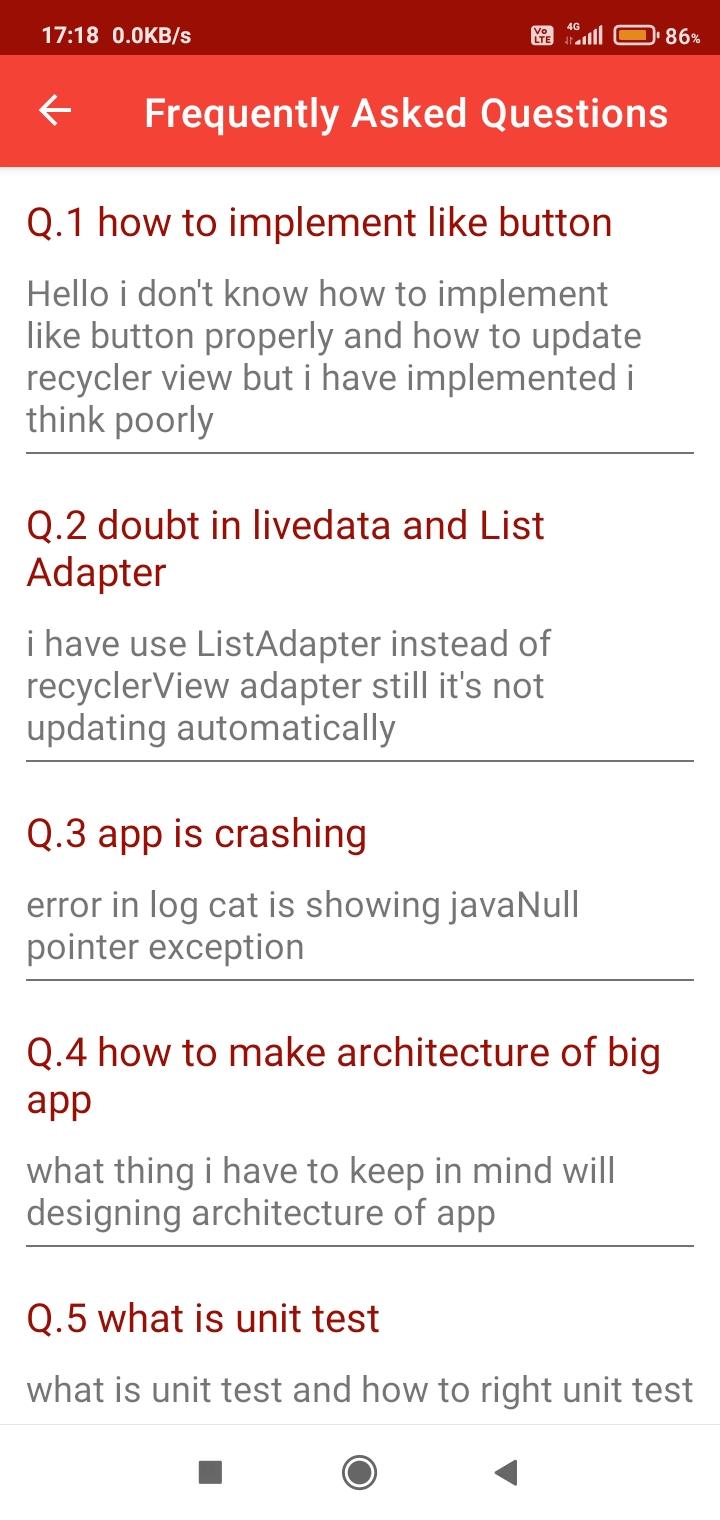 17:18 0.0KB/s Vo LTE 4G 86%
Frequently Asked Questions
Q.1 how to implement like button
Hello i don't know how to implement
like button properly and how to update
recycler view but i have implemented i
think poorly
Q.2 doubt in livedata and List
Adapter
i have use ListAdapter instead of
recyclerView adapter still it's not
updating automatically
Q.3 app is crashing
error in log cat is showing javaNull
pointer exception
Q.4 how to make architecture of big
app
what thing i have to keep in mind will
designing architecture of app
Q.5 what is unit test
what is unit test and how to right unit test